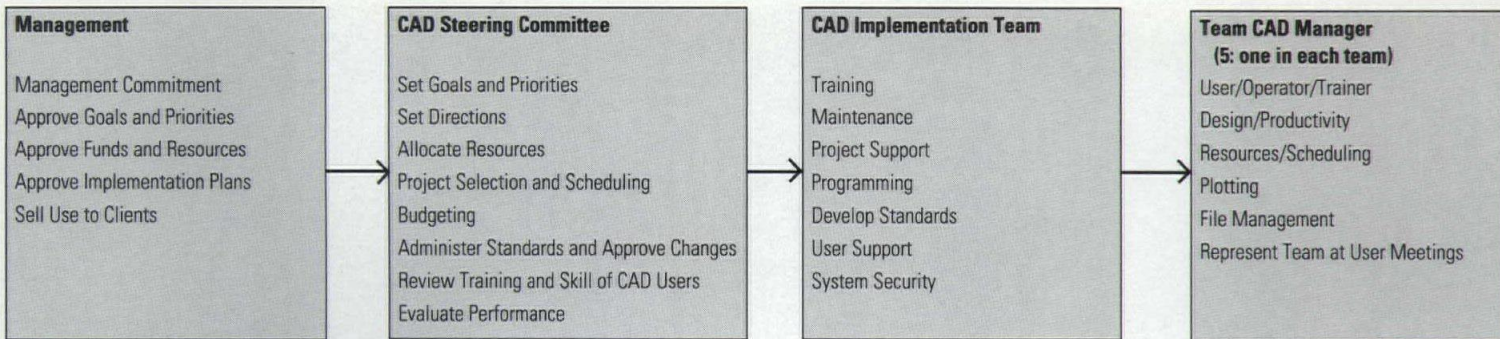 Management
Management Commitment
Approve Goals and Priorities
Approve Funds and Resources
Approve Implementation Plans
Sell Use to Clients
CAD Steering Committee
Set Goals and Priorities
Set Directions
Allocate Resources
Project Selection and Scheduling
Budgeting
Administer Standards and Approve Changes
Review Training and Skill of CAD Users
Evaluate Performance
CAD Implementation Team
Training
Maintenance
Project Support
Programming
Develop Standards
User Support
System Security
Team CAD Manager
(5: one in each team)
User/Operator/Trainer
Design/Productivity
Resources/Scheduling
Plotting
File Management
Represent Team at User Meetings